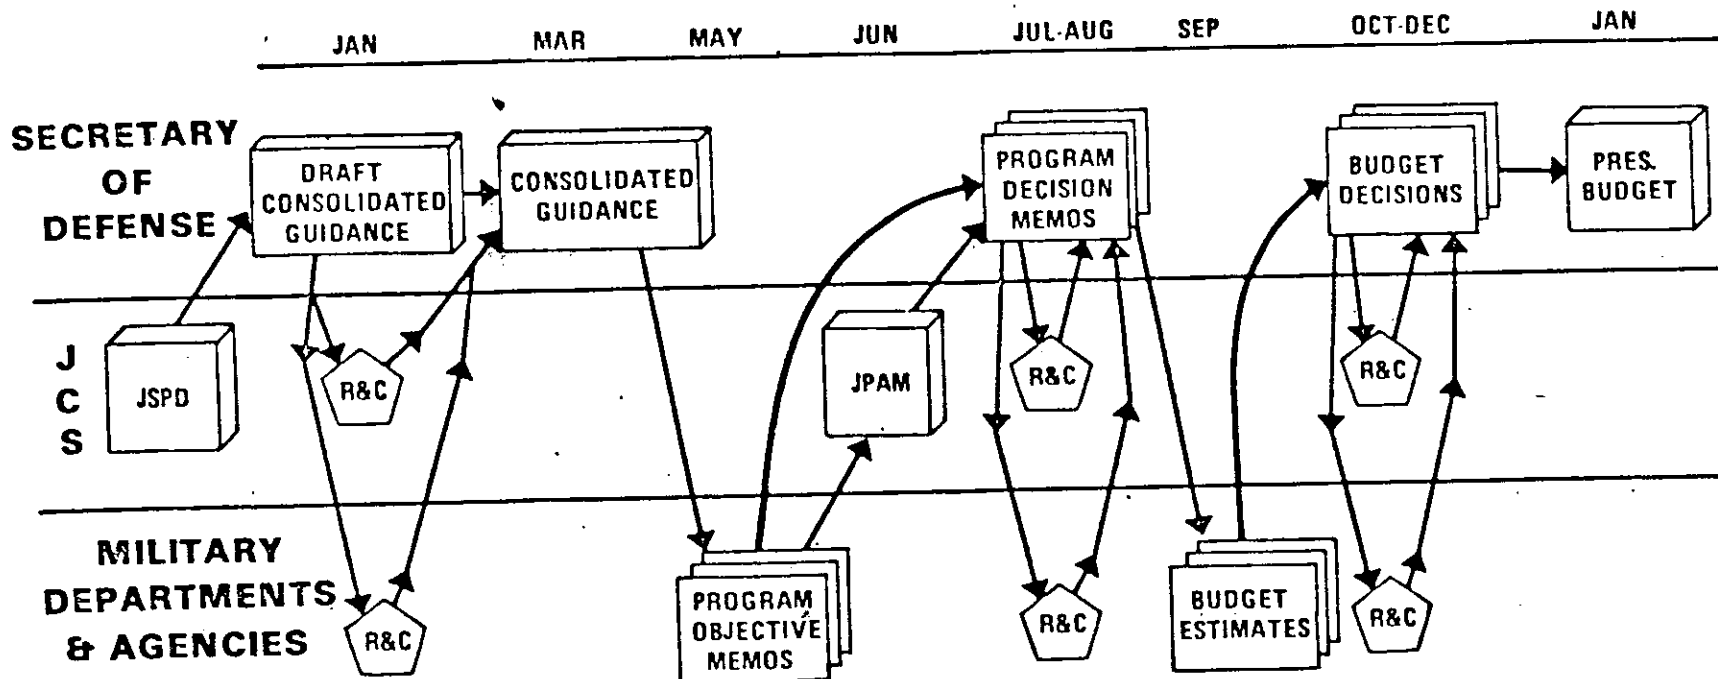 JAN MAR MAY JUN JUL-AUG SEP OCT-DEC JAN
SECRETARY
OF
DEFENSE
DRAFT
CONSOLIDATED
GUIDANCE
CONSOLIDATED
GUIDANCE
PROGRAM
DECISION
MEMOS
BUDGET
DECISIONS
PRES.
BUDGET
J
C
S
JSPD
R&C
JPAM
R&C
R&C
MILITARY
DEPARTMENTS
& AGENCIES
R&C
PROGRAM
OBJECTIVE
MEMOS
R&C
BUDGET
ESTIMATES
R&C